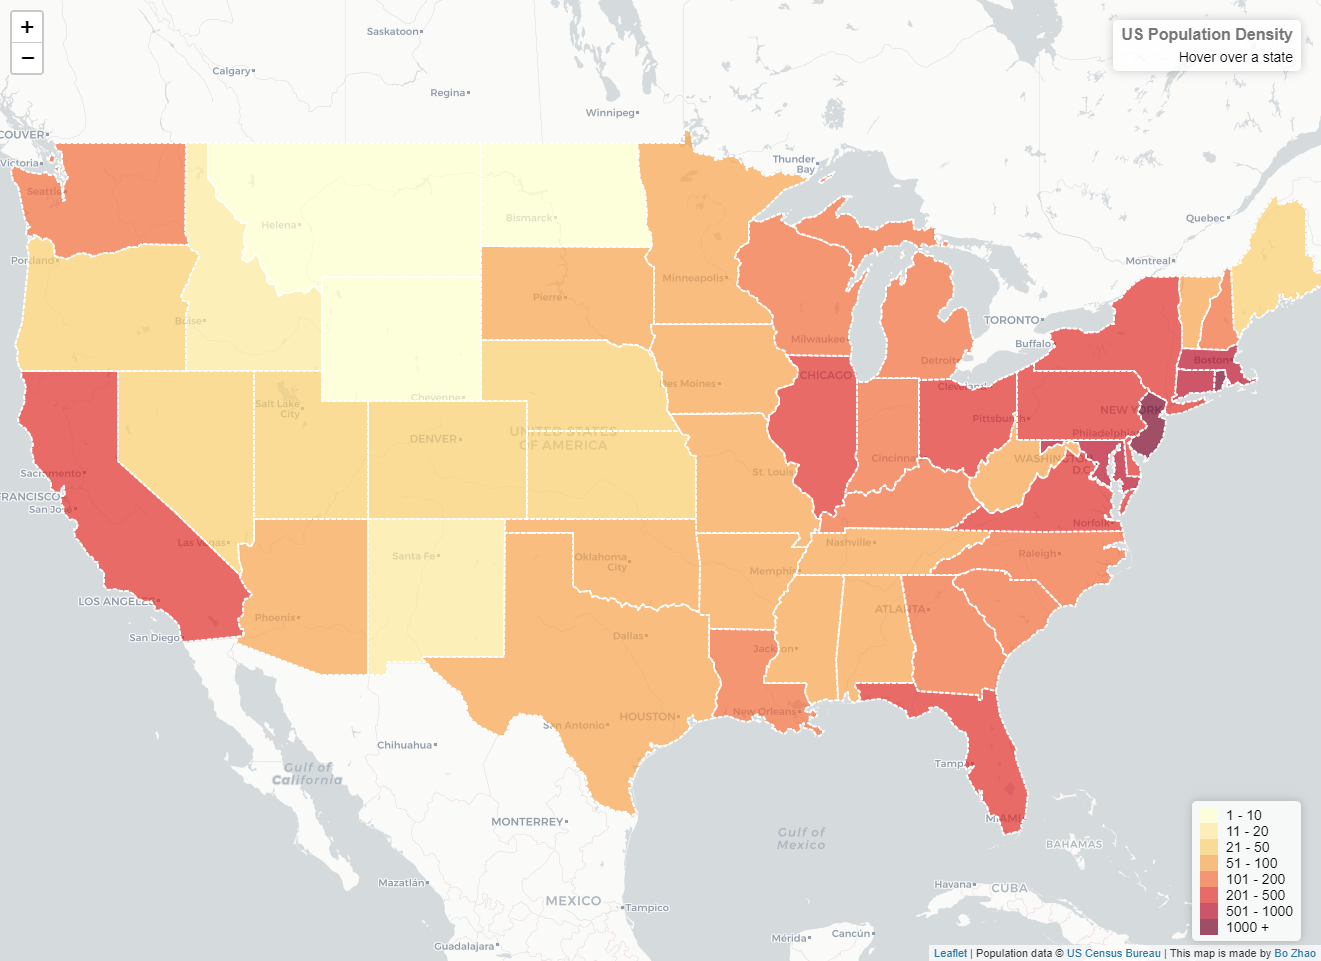 +
−
US Population Density
Hover over a state
Saskatoon
Calgary
Regina
Winnipeg
COUVER
Victoria
Seattle
Thunder
Bay
Quebec
Helena
Bismarck
Portland
Montreal
Minneapolis
Pierre
Boise
TORONTO
Buffalo
Milwaukee
Detroit
Boston
CHICAGO
Des Moines
Cleveland
Cheyenne
Salt Lake
City
NEW YORK
Pittsburgh
Philadelphia
DENVER
UNITED STATES
OF AMERICA
Cincinna
WASHINGTON
D.C.
St. Louis
Sacramento
FRANCISCO
San José
Norfolk
Las Vegas
Nashville
Raleigh
Santa Fe
Oklahoma
City
Memphis
LOS ANGELES
ATLANTA
Phoenix
San Diego
Dallas
Jackson
New Orleans
HOUSTON
San Antonio
Chihuahua
Tampa
Gulf of
California
MIAMI
MONTERREY
Gulf of
Mexico
BAHAMAS
Mazatlán
Havana
CUBA
MEXICO
Tampico
Guadalajara
Mérida
Cancún
1 - 10
11 - 20
21 - 50
51 - 100
101 - 200
201 - 500
501 - 1000
1000 +
Leaflet | Population data © US Census Bureau | This map is made by Bo Zhao